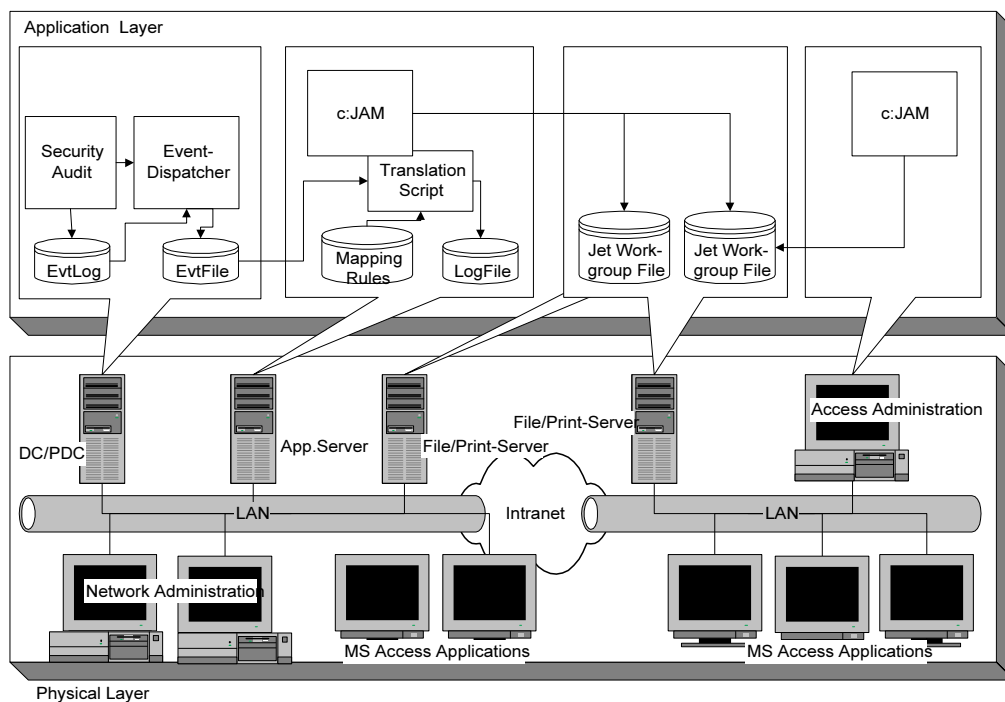 Application Layer
c:JAM
c:JAM
Security
Audit
Event-
Dispatcher
Translation
Script
EvtLog
EvtFile
Mapping
Rules
LogFile
Jet Work-
group File
Jet Work-
group File
DC/PDC
App.Server
File/Print-Server
File/Print-Server
Access Administration
LAN
Intranet
LAN
Network Administration
MS Access Applications
MS Access Applications
Physical Layer